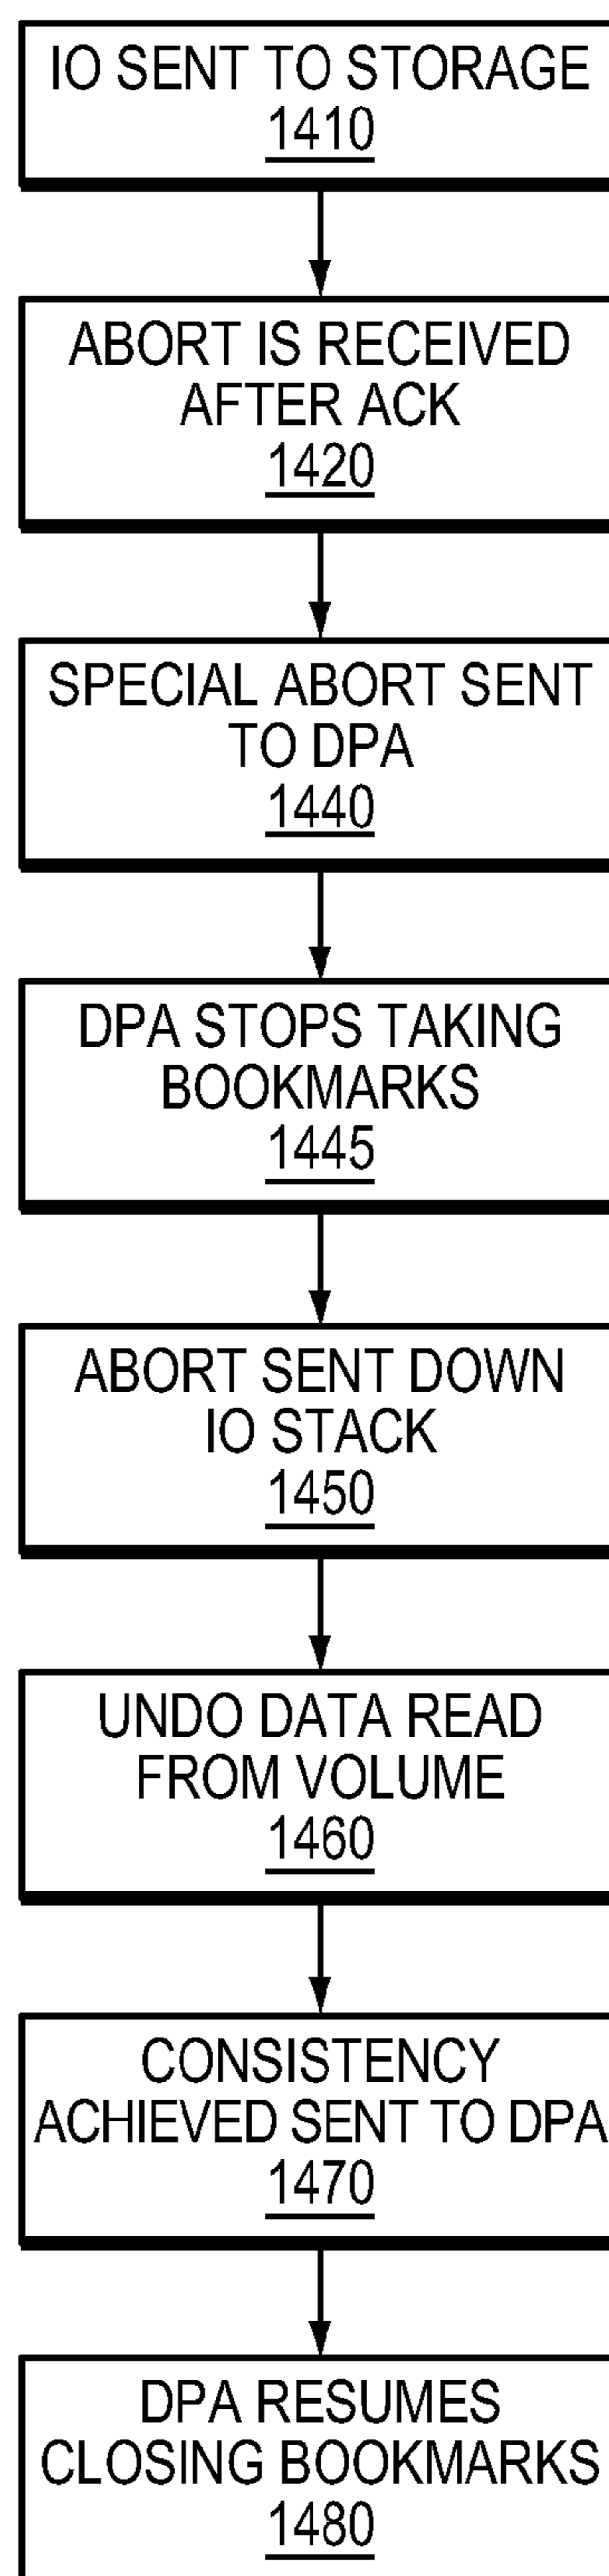 IO SENT TO STORAGE
1410
ABORT IS RECEIVED
AFTER ACK
1420
SPECIAL ABORT SENT
TO DPA
1440
DPA STOPS TAKING
BOOKMARKS
1445
ABORT SENT DOWN
IO STACK
1450
UNDO DATA READ
FROM VOLUME
1460
CONSISTENCY
ACHIEVED SENT TO DPA
1470
DPA RESUMES
CLOSING BOOKMARKS
1480